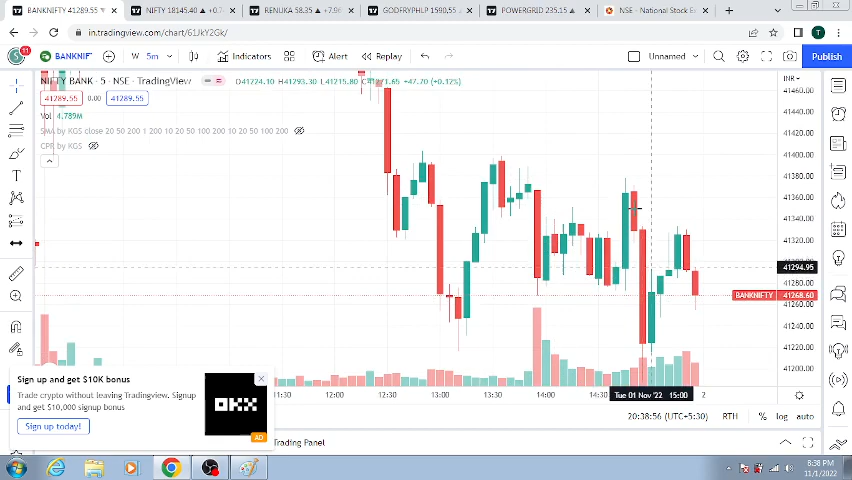 BANKNIFTY 41289.55
NIFTY 18145.40 ▲ +0.74
RENUKA 58.35 ▲ +7.96
GODFRYPHLP 1590.55
POWERGRID 235.15 ▲
NSE - National Stock Ex
in.tradingview.com/chart/61JkY2Gk/
T
11
BANKNIF
W
5m
Indicators
Alert
Replay
Unnamed
Publish
NIFTY BANK · 5 · NSE · TradingView
O41224.10 H41293.30 L41215.80 +47.70 (+0.12%)
41289.55 0.00 41289.55
Vol 4.789M
SMA by KGS close 20 50 200 1 200 10 20 50 100 200 10 20 50 100 200
CPR by KGS
INR
41460.00
41440.00
41420.00
41400.00
41380.00
41360.00
41340.00
41320.00
41294.95
41280.00
BANKNIFTY 41268.60
41240.00
41220.00
41200.00
11:30 12:00 12:30 13:00 13:30 14:00 14:30 Tue 01 Nov '22 15:00 2
Sign up and get $10K bonus
Trade crypto without leaving Tradingview. Signup
and get $10,000 signup bonus
Sign up today!
OKX
AD
20:38:56 (UTC+5:30) RTH % log auto
Trading Panel
8:38 PM
11/1/2022